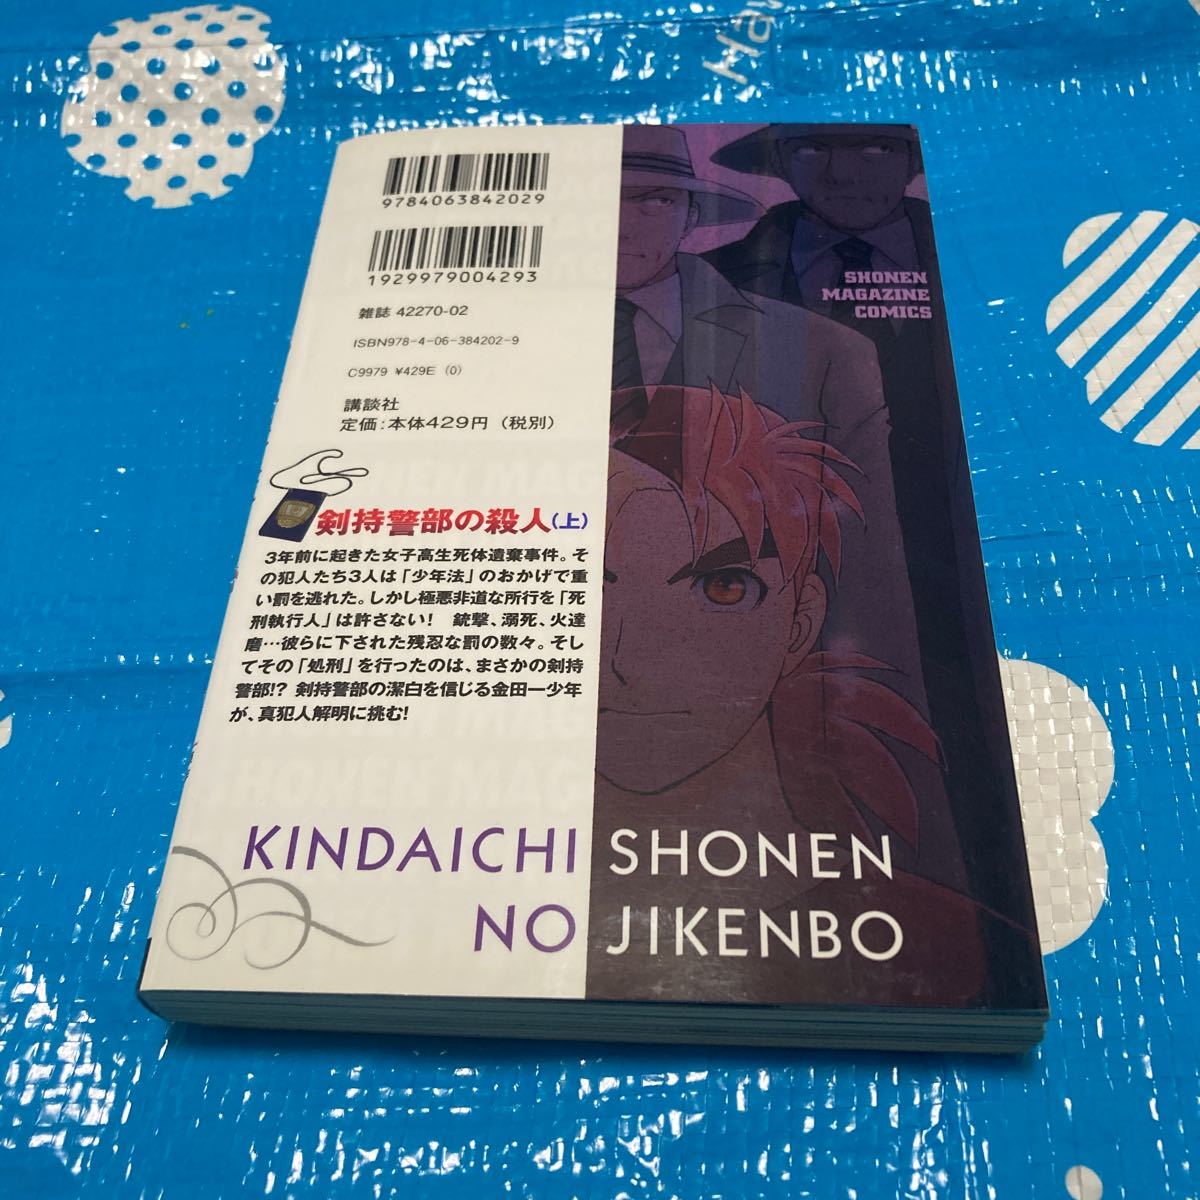 Ha
9784063842029
1929979004293
雑誌 42270-02
ISBN978-4-06-384202-9
C9979 ¥429E (0)
講談社
定価:本体429円(税別)
SHONEN
MAGAZINE
COMICS
剣持警部の殺人(上)
3年前に起きた女子高生死体遺棄事件。そ
の犯人たち3人は「少年法」のおかげで重
い罰を逃れた。しかし極悪非道な所行を「死
刑執行人」は許さない! 銃撃、溺死、火達
磨…彼らに下された残忍な罰の数々。そし
てその「処刑」を行ったのは、まさかの剣持
警部!? 剣持警部の潔白を信じる金田一少年
が、真犯人解明に挑む!
KINDAICHI SHONEN
NO JIKENBO